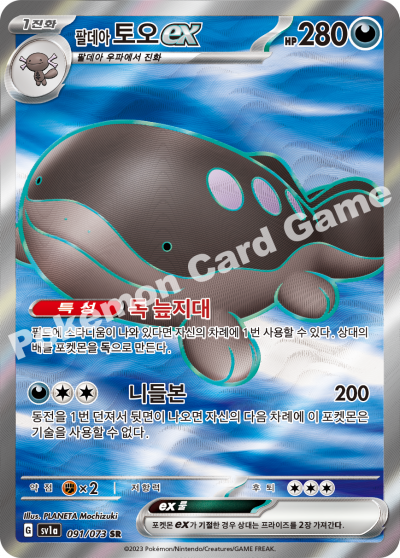 1진화
팔데아 토오 ex HP 280
팔데아 우파에서 진화
Pokémon Card Game
특성 독 늪지대
필드에 스타디움이 나와 있다면 자신의 차례에 1번 사용할 수 있다. 상대의
배틀 포켓몬을 독으로 만든다.
니들본 200
동전을 1번 던져서 뒷면이 나오면 자신의 다음 차례에 이 포켓몬은
기술을 사용할 수 없다.
약점 ×2 저항력 후퇴
Illus. PLANETA Mochizuki
ex 룰
G sv1a 091/073 SR
포켓몬 ex가 기절한 경우 상대는 프라이즈를 2장 가져간다.
©2023 Pokémon/Nintendo/Creatures/GAME FREAK.